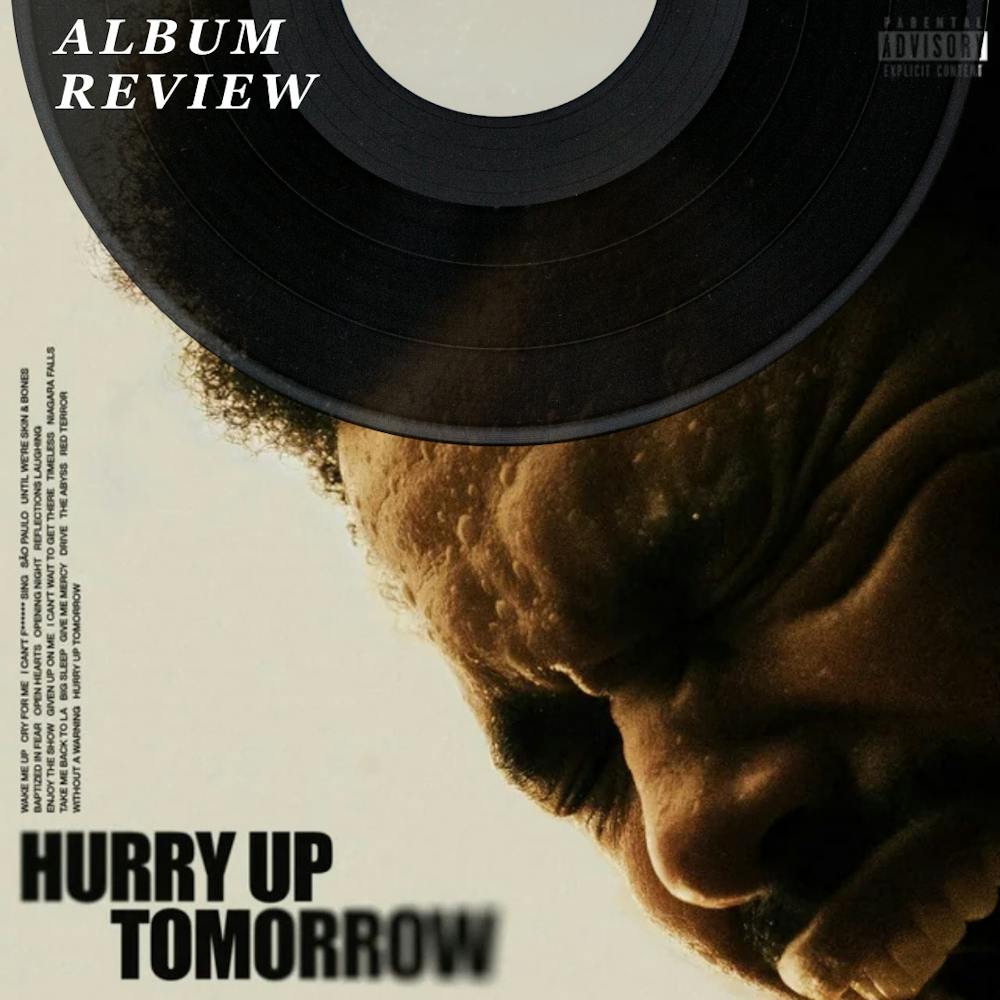 ALBUM
REVIEW
PARENTAL
ADVISORY
EXPLICIT CONTENT
WAKE ME UP CRY FOR ME I CAN'T F****** SING SÃO PAULO UNTIL WE'RE SKIN & BONES
BAPTIZED IN FEAR OPEN HEARTS OPENING NIGHT REFLECTIONS LAUGHING
ENJOY THE SHOW GIVEN UP ON ME I CAN'T WAIT TO GET THERE TIMELESS NIAGARA FALLS
TAKE ME BACK TO LA BIG SLEEP GIVE ME MERCY DRIVE THE ABYSS RED TERROR
WITHOUT A WARNING HURRY UP TOMORROW
HURRY UP
TOMORROW